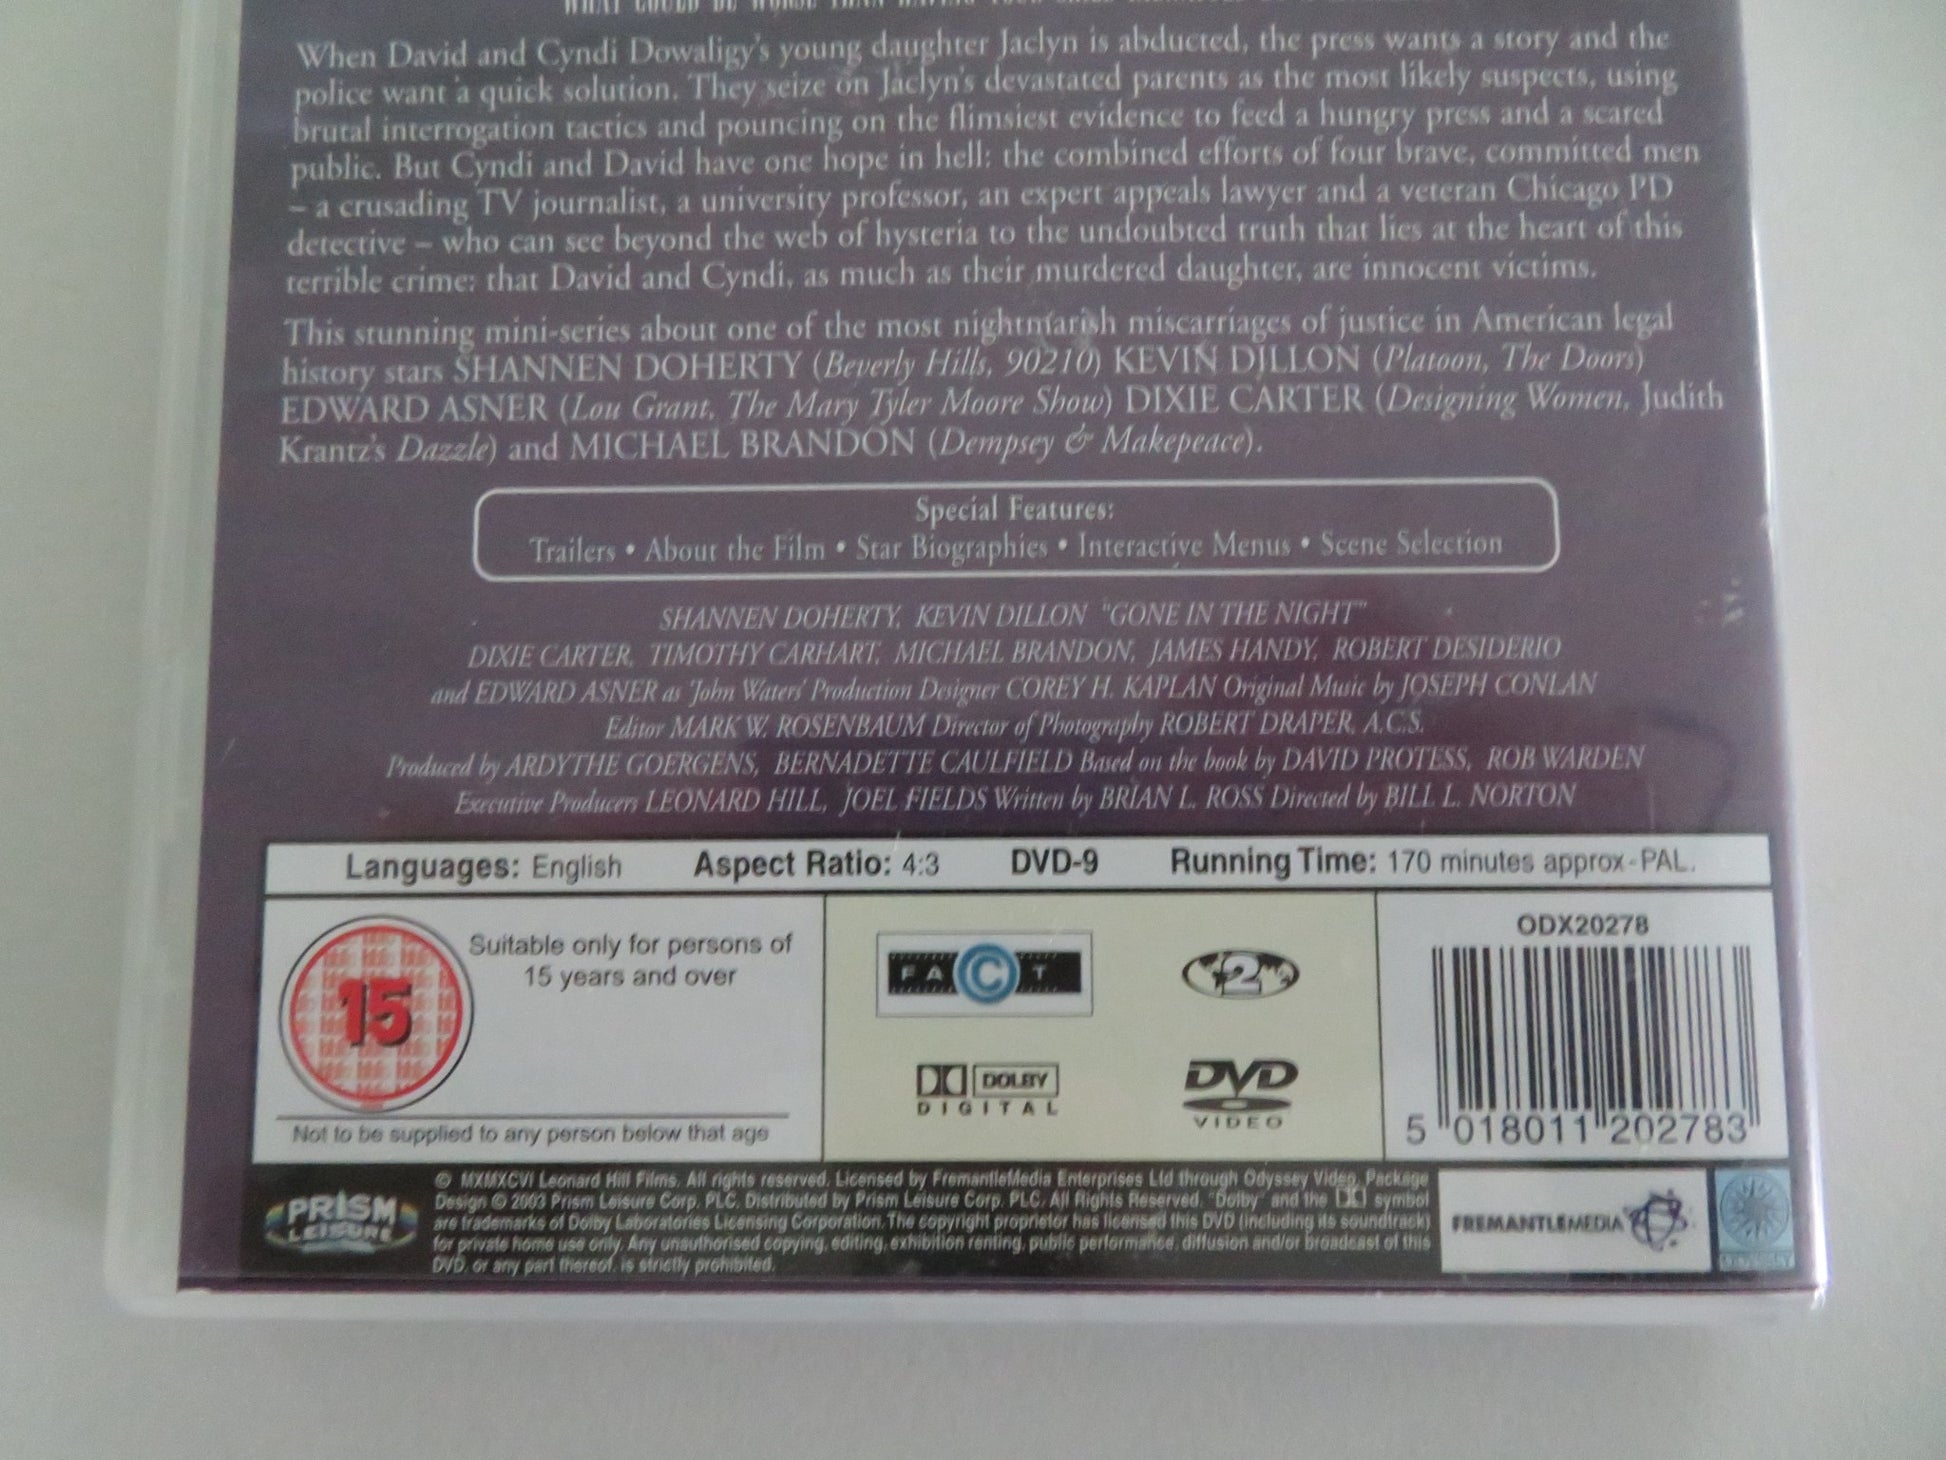 WHAT COULD BE WORSE THAN HAVING YOUR CHILD
When David and Cyndi Dowaligy's young daughter Jaclyn is abducted, the press wants a story and the
police want a quick solution. They seize on Jaclyn's devastated parents as the most likely suspects, using
brutal interrogation tactics and pouncing on the flimsiest evidence to feed a hungry press and a scared
public. But Cyndi and David have one hope in hell: the combined efforts of four brave, committed men
– a crusading TV journalist, a university professor, an expert appeals lawyer and a veteran Chicago PD
detective – who can see beyond the web of hysteria to the undoubted truth that lies at the heart of this
terrible crime: that David and Cyndi, as much as their murdered daughter, are innocent victims.
This stunning mini-series about one of the most nightmarish miscarriages of justice in American legal
history stars SHANNEN DOHERTY (Beverly Hills, 90210) KEVIN DILLON (Platoon, The Doors)
EDWARD ASNER (Lou Grant, The Mary Tyler Moore Show) DIXIE CARTER (Designing Women, Judith
Krantz's Dazzle) and MICHAEL BRANDON (Dempsey & Makepeace).
Special Features:
Trailers • About the Film • Star Biographies • Interactive Menus • Scene Selection
SHANNEN DOHERTY, KEVIN DILLON "GONE IN THE NIGHT"
DIXIE CARTER, TIMOTHY CARHART, MICHAEL BRANDON, JAMES HANDY, ROBERT DESIDERIO
and EDWARD ASNER as 'John Waters' Production Designer COREY H. KAPLAN Original Music by JOSEPH CONLAN
Editor MARK W. ROSENBAUM Director of Photography ROBERT DRAPER, A.C.S.
Produced by ARDYTHE GOERGENS, BERNADETTE CAULFIELD Based on the book by DAVID PROTESS, ROB WARDEN
Executive Producers LEONARD HILL, JOEL FIELDS Written by BRIAN L. ROSS Directed by BILL L. NORTON
Languages: English Aspect Ratio: 4:3 DVD-9 Running Time: 170 minutes approx-PAL.
15
Suitable only for persons of
15 years and over
Not to be supplied to any person below that age
FACT
2
DOLBY
DIGITAL
DVD
VIDEO
ODX20278
5 018011 202783
PRISM
LEISURE
© MXMXCVI Leonard Hill Films. All rights reserved. Licensed by FremantleMedia Enterprises Ltd through Odyssey Video. Package
Design © 2003 Prism Leisure Corp. PLC. Distributed by Prism Leisure Corp. PLC. All Rights Reserved. "Dolby" and the symbol
are trademarks of Dolby Laboratories Licensing Corporation. The copyright proprietor has licensed this DVD (including its soundtrack)
for private home use only. Any unauthorised copying, editing, exhibition renting, public performance, diffusion and/or broadcast of this
DVD, or any part thereof, is strictly prohibited.
FREMANTLEMEDIA